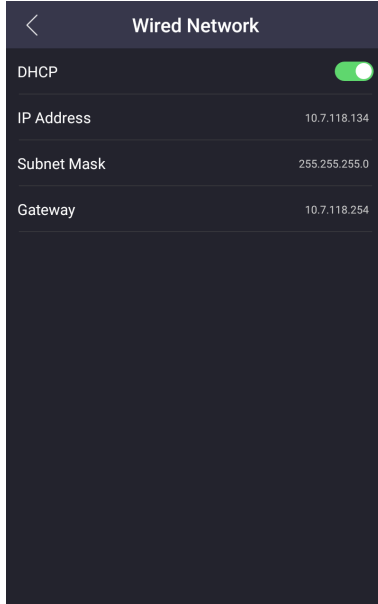 Wired Network
DHCP
IP Address 10.7.118.134
Subnet Mask 255.255.255.0
Gateway 10.7.118.254